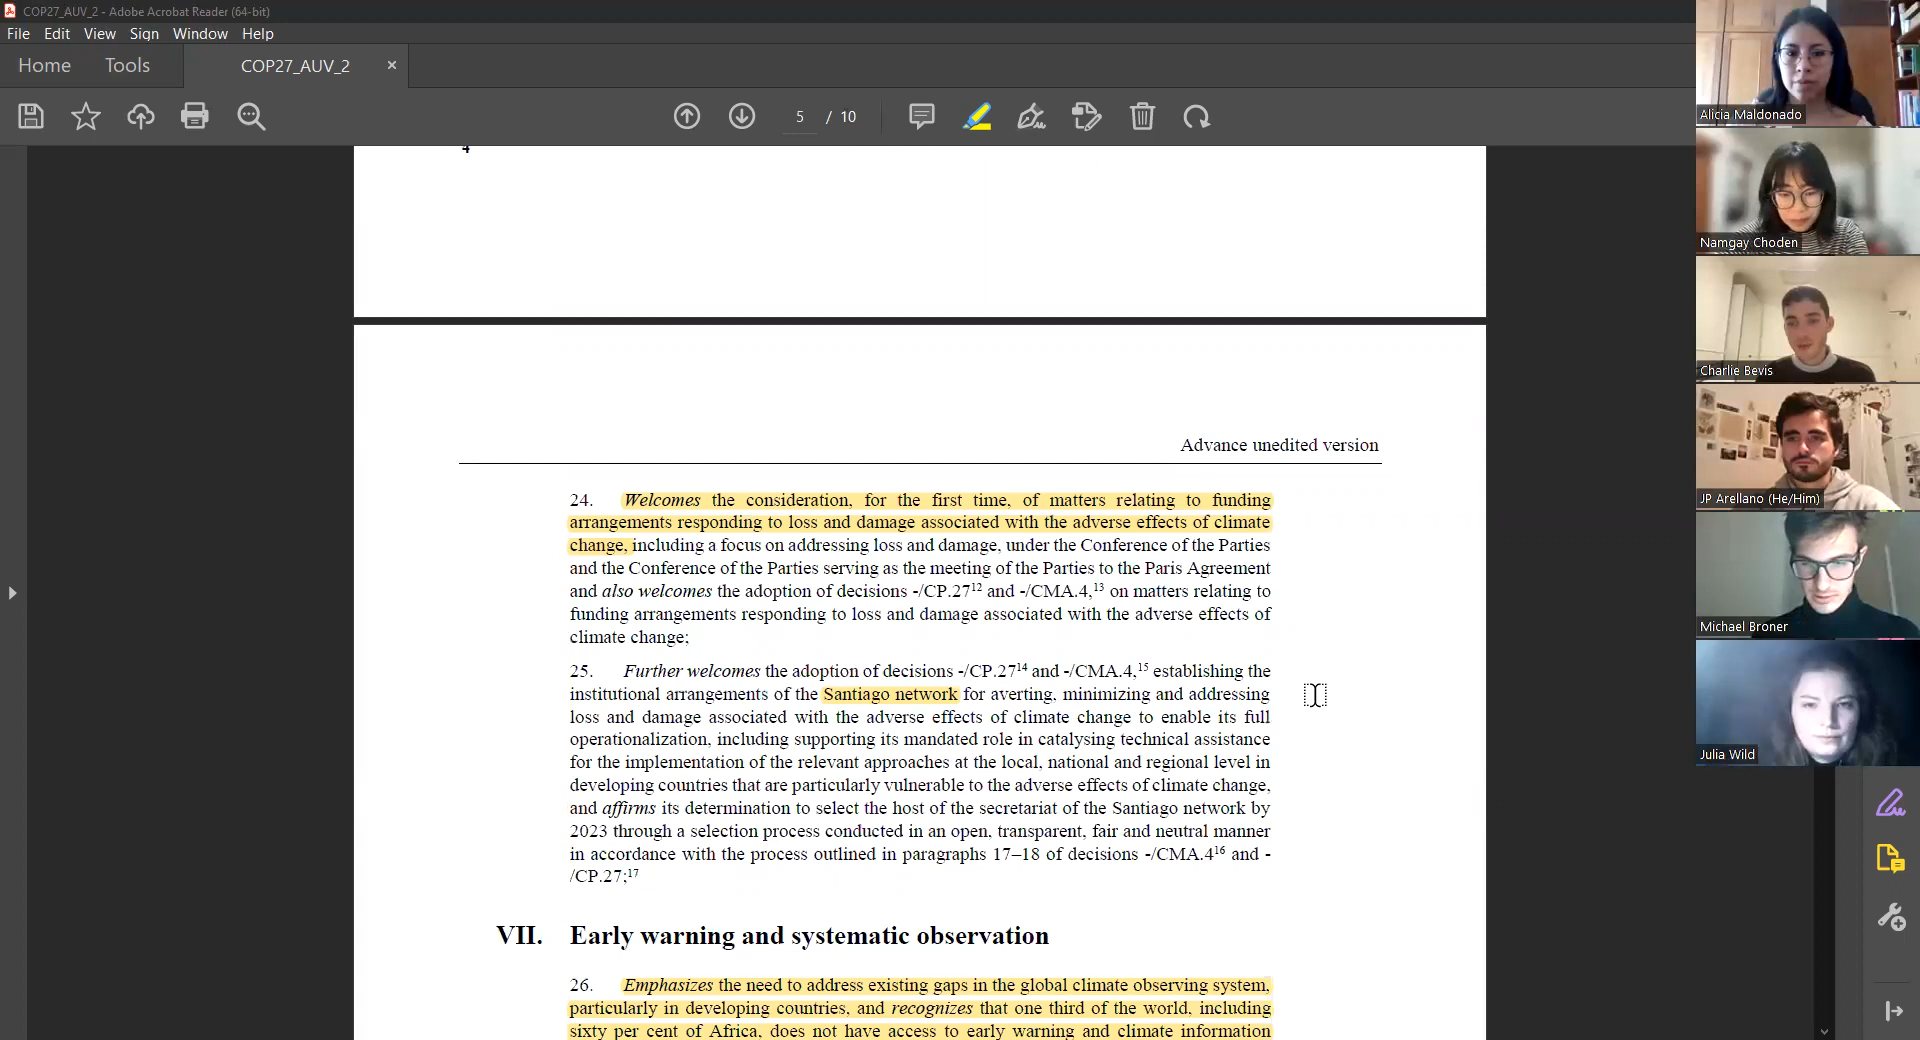 COP27_AUV_2 - Adobe Acrobat Reader (64-bit)
File Edit View Sign Window Help
Home Tools COP27_AUV_2 ×
5 / 10
4
Advance unedited version
24. Welcomes the consideration, for the first time, of matters relating to funding
arrangements responding to loss and damage associated with the adverse effects of climate
change, including a focus on addressing loss and damage, under the Conference of the Parties
and the Conference of the Parties serving as the meeting of the Parties to the Paris Agreement
and also welcomes the adoption of decisions -/CP.27¹² and -/CMA.4,¹³ on matters relating to
funding arrangements responding to loss and damage associated with the adverse effects of
climate change;
25. Further welcomes the adoption of decisions -/CP.27¹⁴ and -/CMA.4,¹⁵ establishing the
institutional arrangements of the Santiago network for averting, minimizing and addressing
loss and damage associated with the adverse effects of climate change to enable its full
operationalization, including supporting its mandated role in catalysing technical assistance
for the implementation of the relevant approaches at the local, national and regional level in
developing countries that are particularly vulnerable to the adverse effects of climate change,
and affirms its determination to select the host of the secretariat of the Santiago network by
2023 through a selection process conducted in an open, transparent, fair and neutral manner
in accordance with the process outlined in paragraphs 17–18 of decisions -/CMA.4¹⁶ and -
/CP.27;¹⁷
VII. Early warning and systematic observation
26. Emphasizes the need to address existing gaps in the global climate observing system,
particularly in developing countries, and recognizes that one third of the world, including
sixty per cent of Africa, does not have access to early warning and climate information
Alicia Maldonado
Namgay Choden
Charlie Bevis
JP Arellano (He/Him)
Michael Broner
Julia Wild